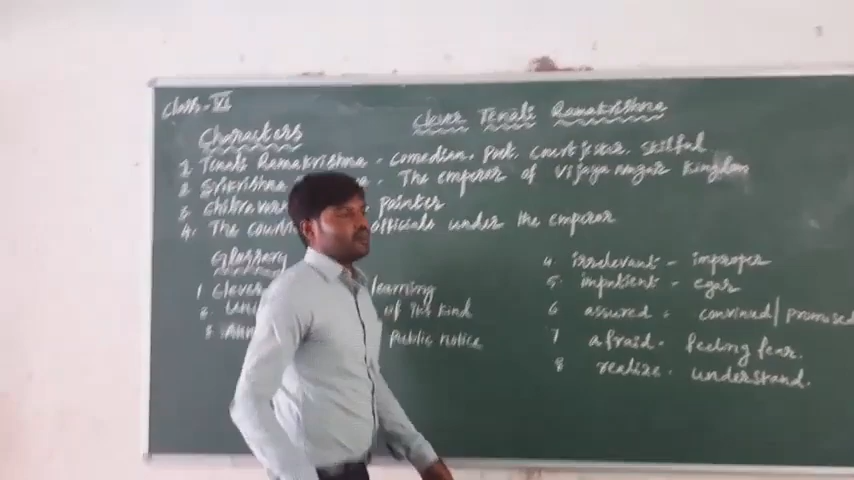 Class - VI
Clever Tenali Ramakrishna
Characters
1 Tenali Ramakrishna - comedian, Poet, Court jester, skilful
2 Srikrishna The emperor of Vijayanagar Kingdom
3 painter
4. The officials under the emperor
Glossary
1 Clever learning
2. of its kind
3. public notice
4. irrelevant - improper
5. impatient - egar
6 assured - convinced/promised
7 afraid - feeling fear.
8 realize - understand.